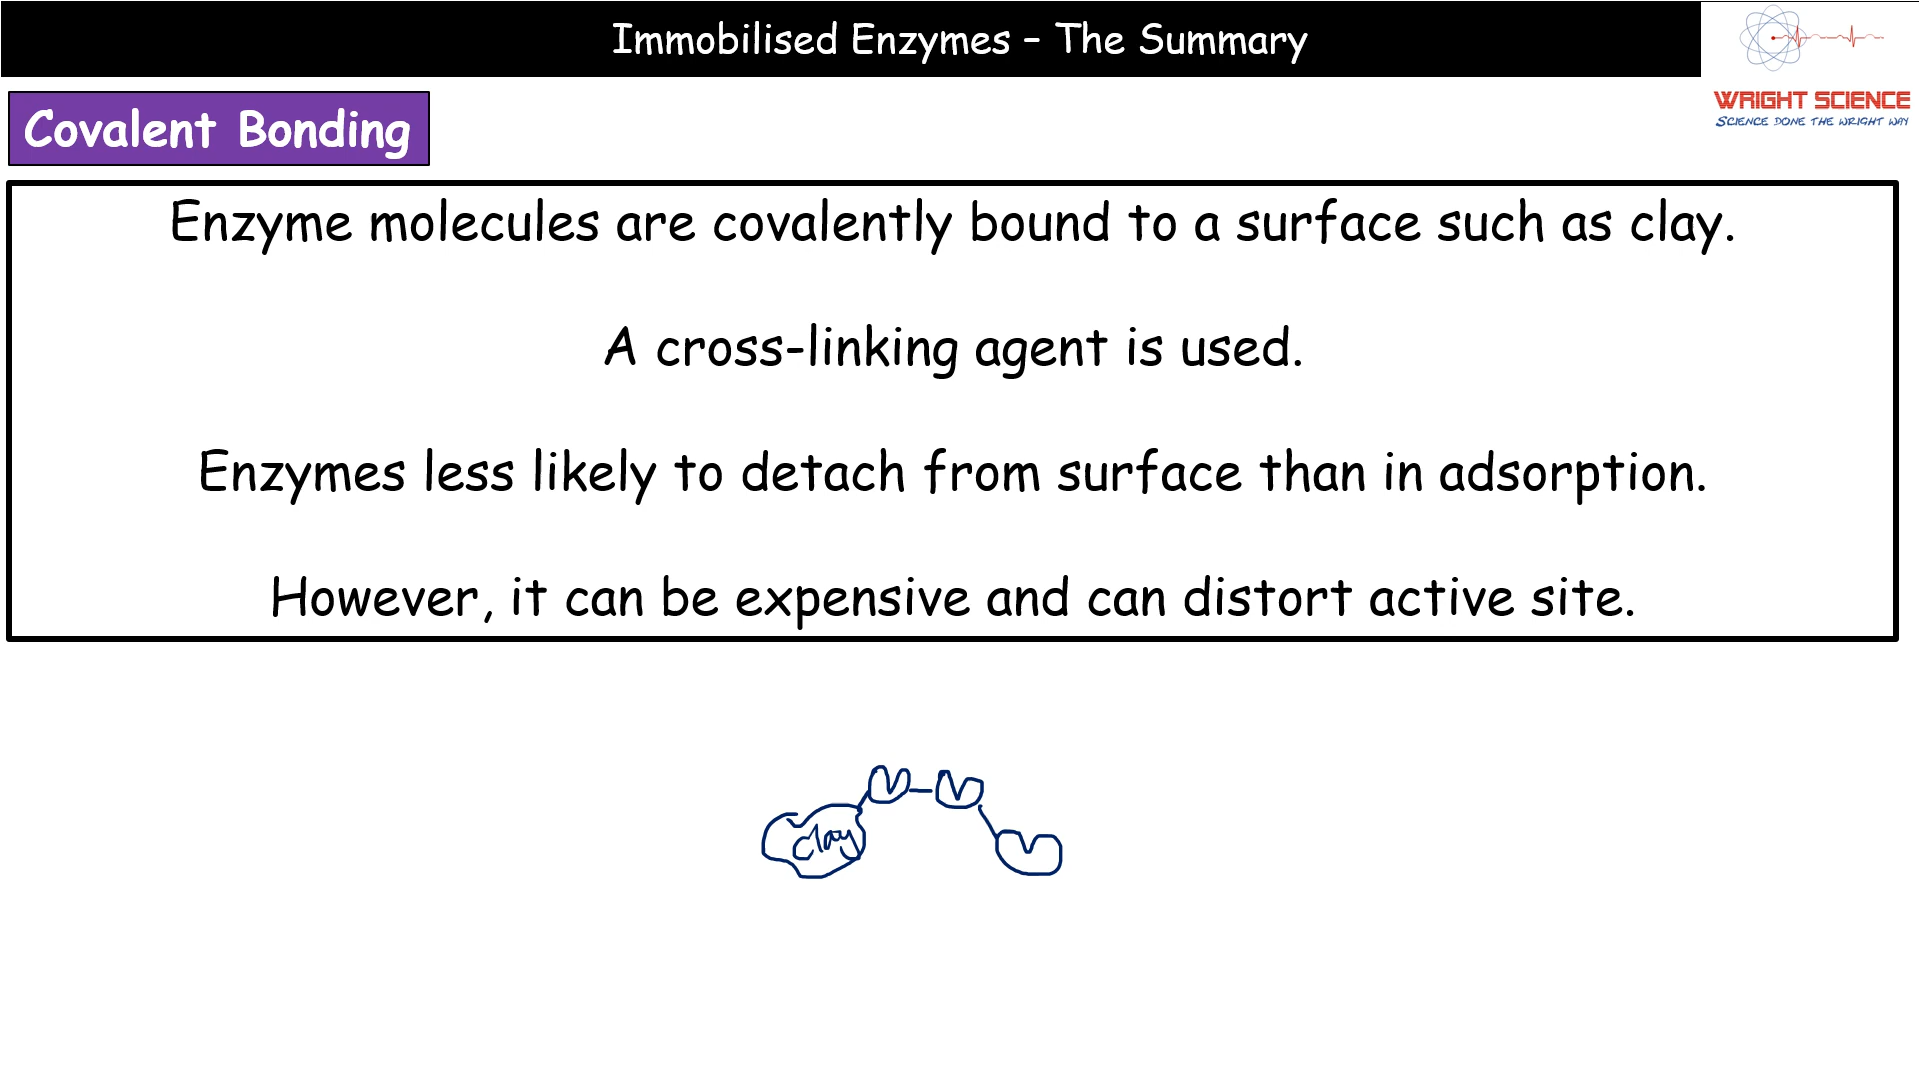 Immobilised Enzymes – The Summary
WRIGHT SCIENCE
SCIENCE DONE THE WRIGHT WAY
Covalent Bonding
Enzyme molecules are covalently bound to a surface such as clay.
A cross-linking agent is used.
Enzymes less likely to detach from surface than in adsorption.
However, it can be expensive and can distort active site.
clay